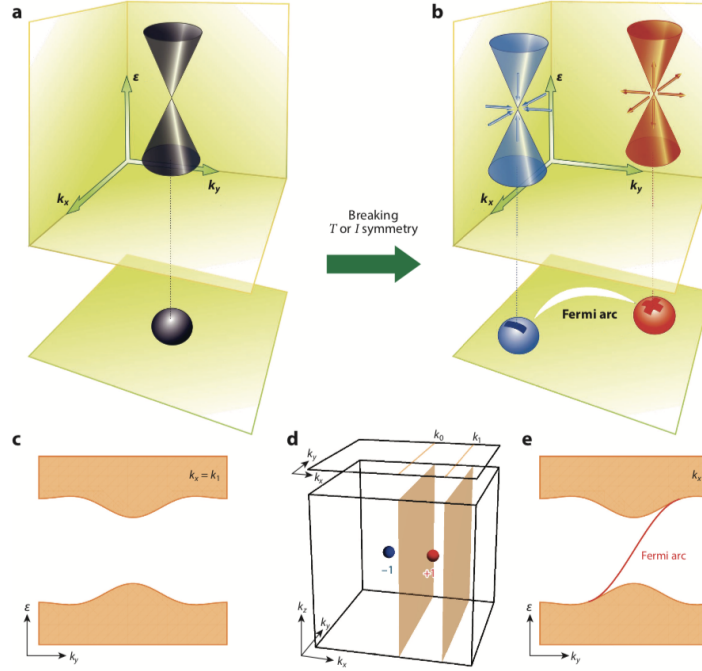 a
ε
k_x
k_y
Breaking
T or I symmetry
b
ε
k_x
k_y
Fermi arc
c
k_x = k_1
ε
k_y
d
k_0
k_1
k_y
k_x
−1
+1
k_z
k_y
k_x
e
k_x
Fermi arc
ε
k_y